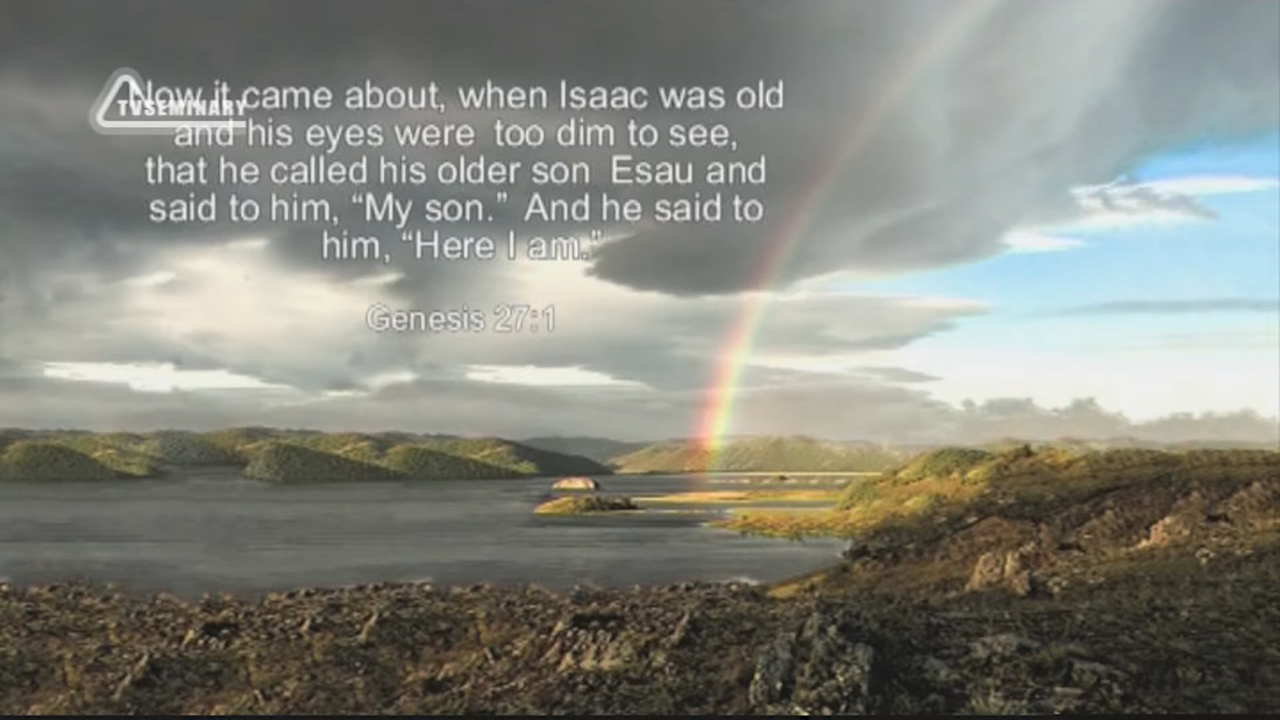 TVSEMINARY
Now it came about, when Isaac was old
and his eyes were too dim to see,
that he called his older son Esau and
said to him, “My son.” And he said to
him, “Here I am.”
Genesis 27:1